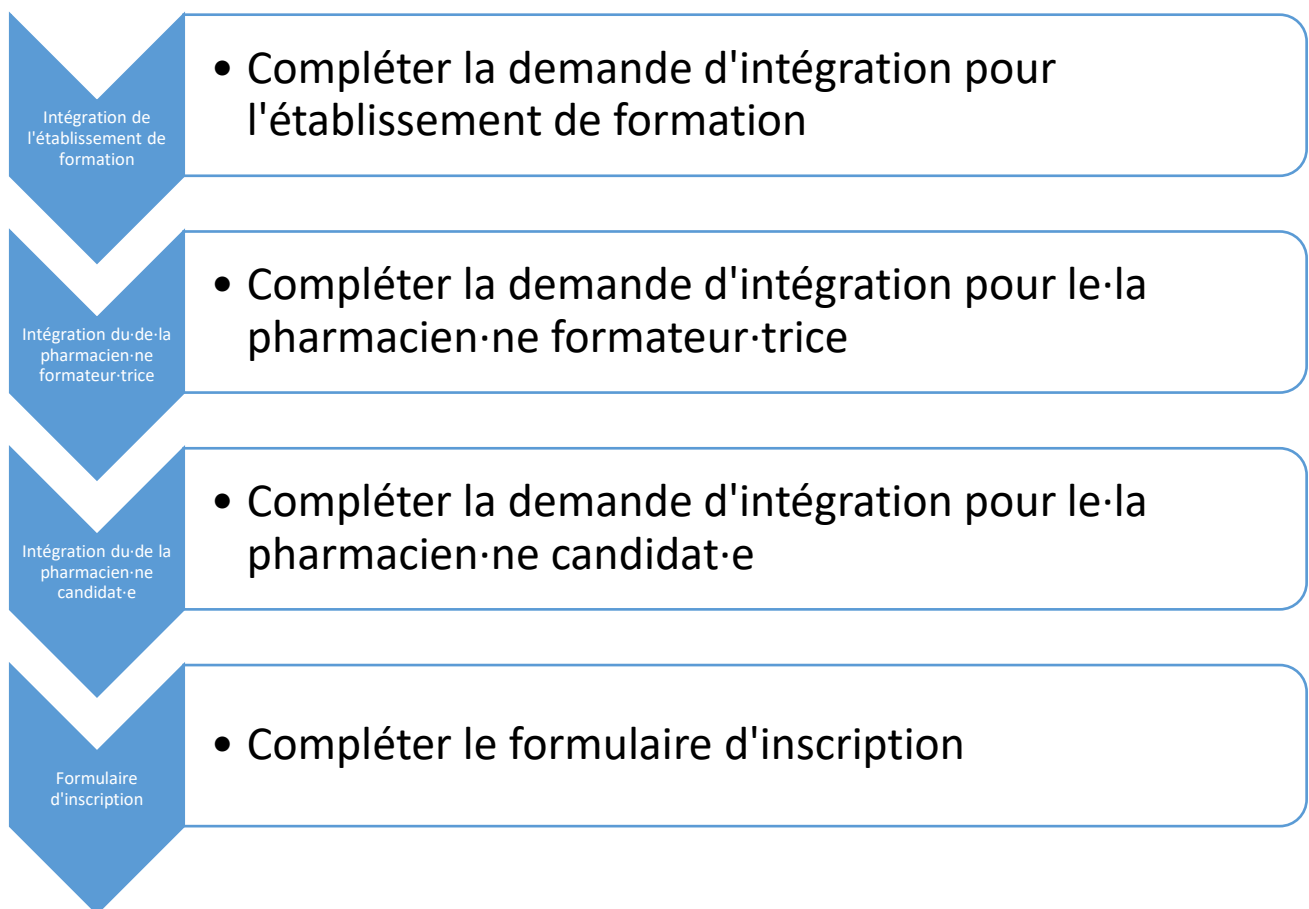 Intégration de
l'établissement de
formation
• Compléter la demande d'intégration pour
l'établissement de formation
Intégration du·de·la
pharmacien·ne
formateur·trice
• Compléter la demande d'intégration pour le·la
pharmacien·ne formateur·trice
Intégration du·de la
pharmacien·ne
candidat·e
• Compléter la demande d'intégration pour le·la
pharmacien·ne candidat·e
Formulaire
d'inscription
• Compléter le formulaire d'inscription